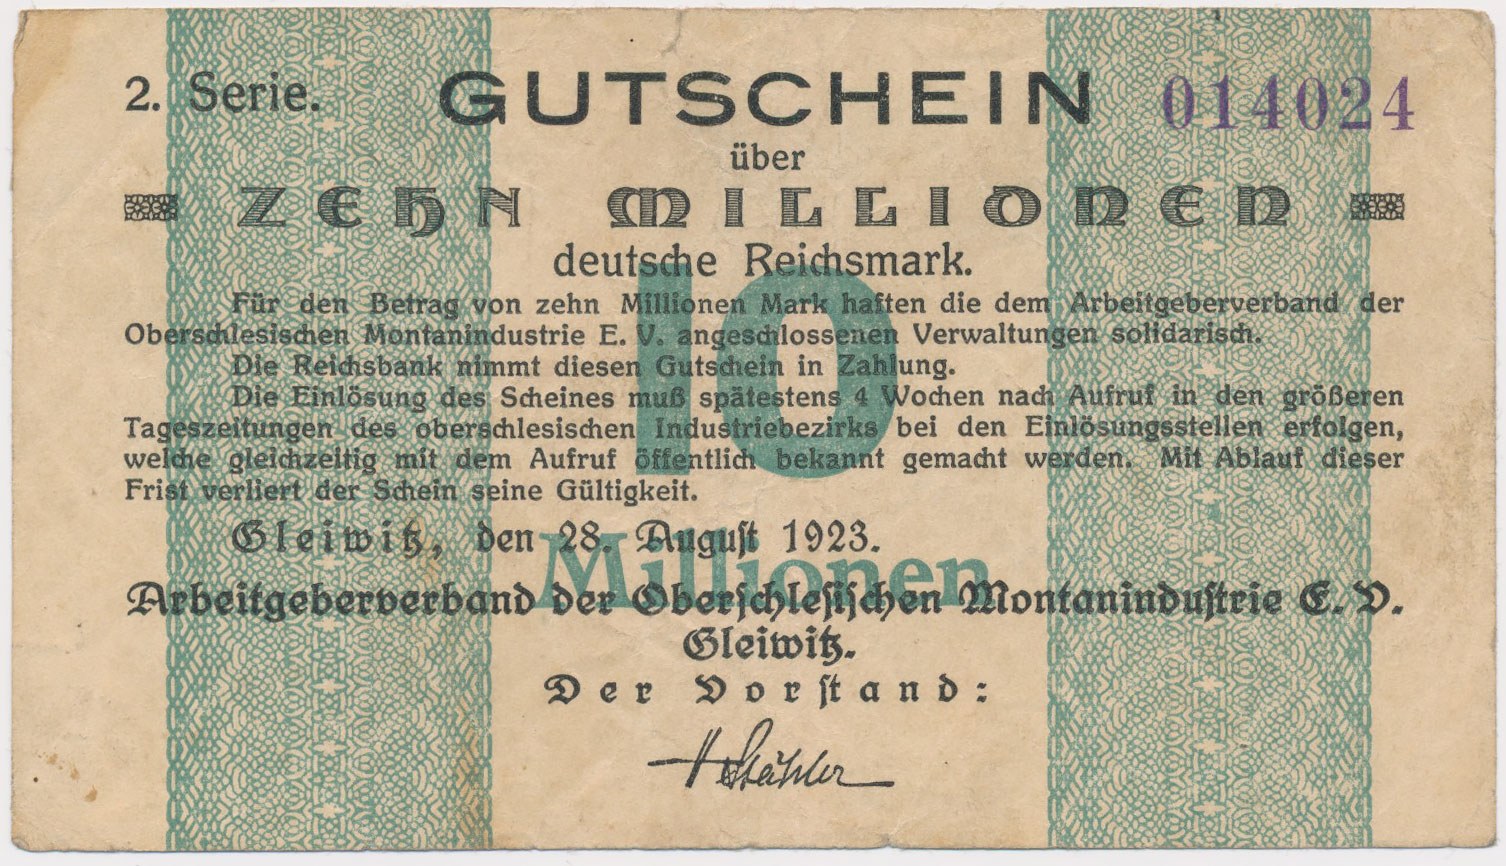 2. Serie. GUTSCHEIN 014024
über
ZEHN MILLIONEN
deutsche Reichsmark.
10
Für den Betrag von zehn Millionen Mark haften die dem Arbeitgeberverband der
Oberschlesischen Montanindustrie E. V. angeschlossenen Verwaltungen solidarisch.
Die Reichsbank nimmt diesen Gutschein in Zahlung.
Die Einlösung des Scheines muß spätestens 4 Wochen nach Aufruf in den größeren
Tageszeitungen des oberschlesischen Industriebezirks bei den Einlösungsstellen erfolgen,
welche gleichzeitig mit dem Aufruf öffentlich bekannt gemacht werden. Mit Ablauf dieser
Frist verliert der Schein seine Gültigkeit.
Gleiwitz, den 28. August 1923.
Millionen
Arbeitgeberverband der Oberschlesischen Montanindustrie E. V.
Gleiwitz.
Der Vorstand: